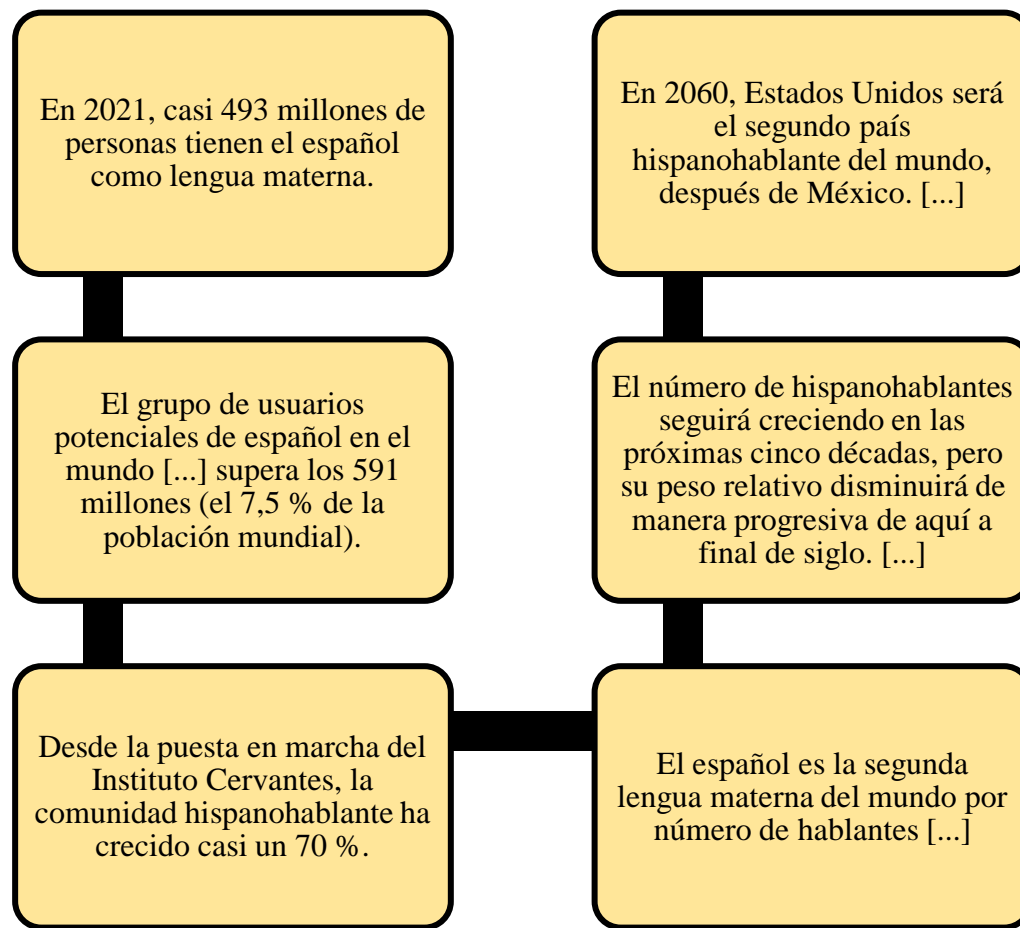 En 2021, casi 493 millones de
personas tienen el español
como lengua materna.
El grupo de usuarios
potenciales de español en el
mundo [...] supera los 591
millones (el 7,5 % de la
población mundial).
Desde la puesta en marcha del
Instituto Cervantes, la
comunidad hispanohablante ha
crecido casi un 70 %.
El español es la segunda
lengua materna del mundo por
número de hablantes [...]
El número de hispanohablantes
seguirá creciendo en las
próximas cinco décadas, pero
su peso relativo disminuirá de
manera progresiva de aquí a
final de siglo. [...]
En 2060, Estados Unidos será
el segundo país
hispanohablante del mundo,
después de México. [...]